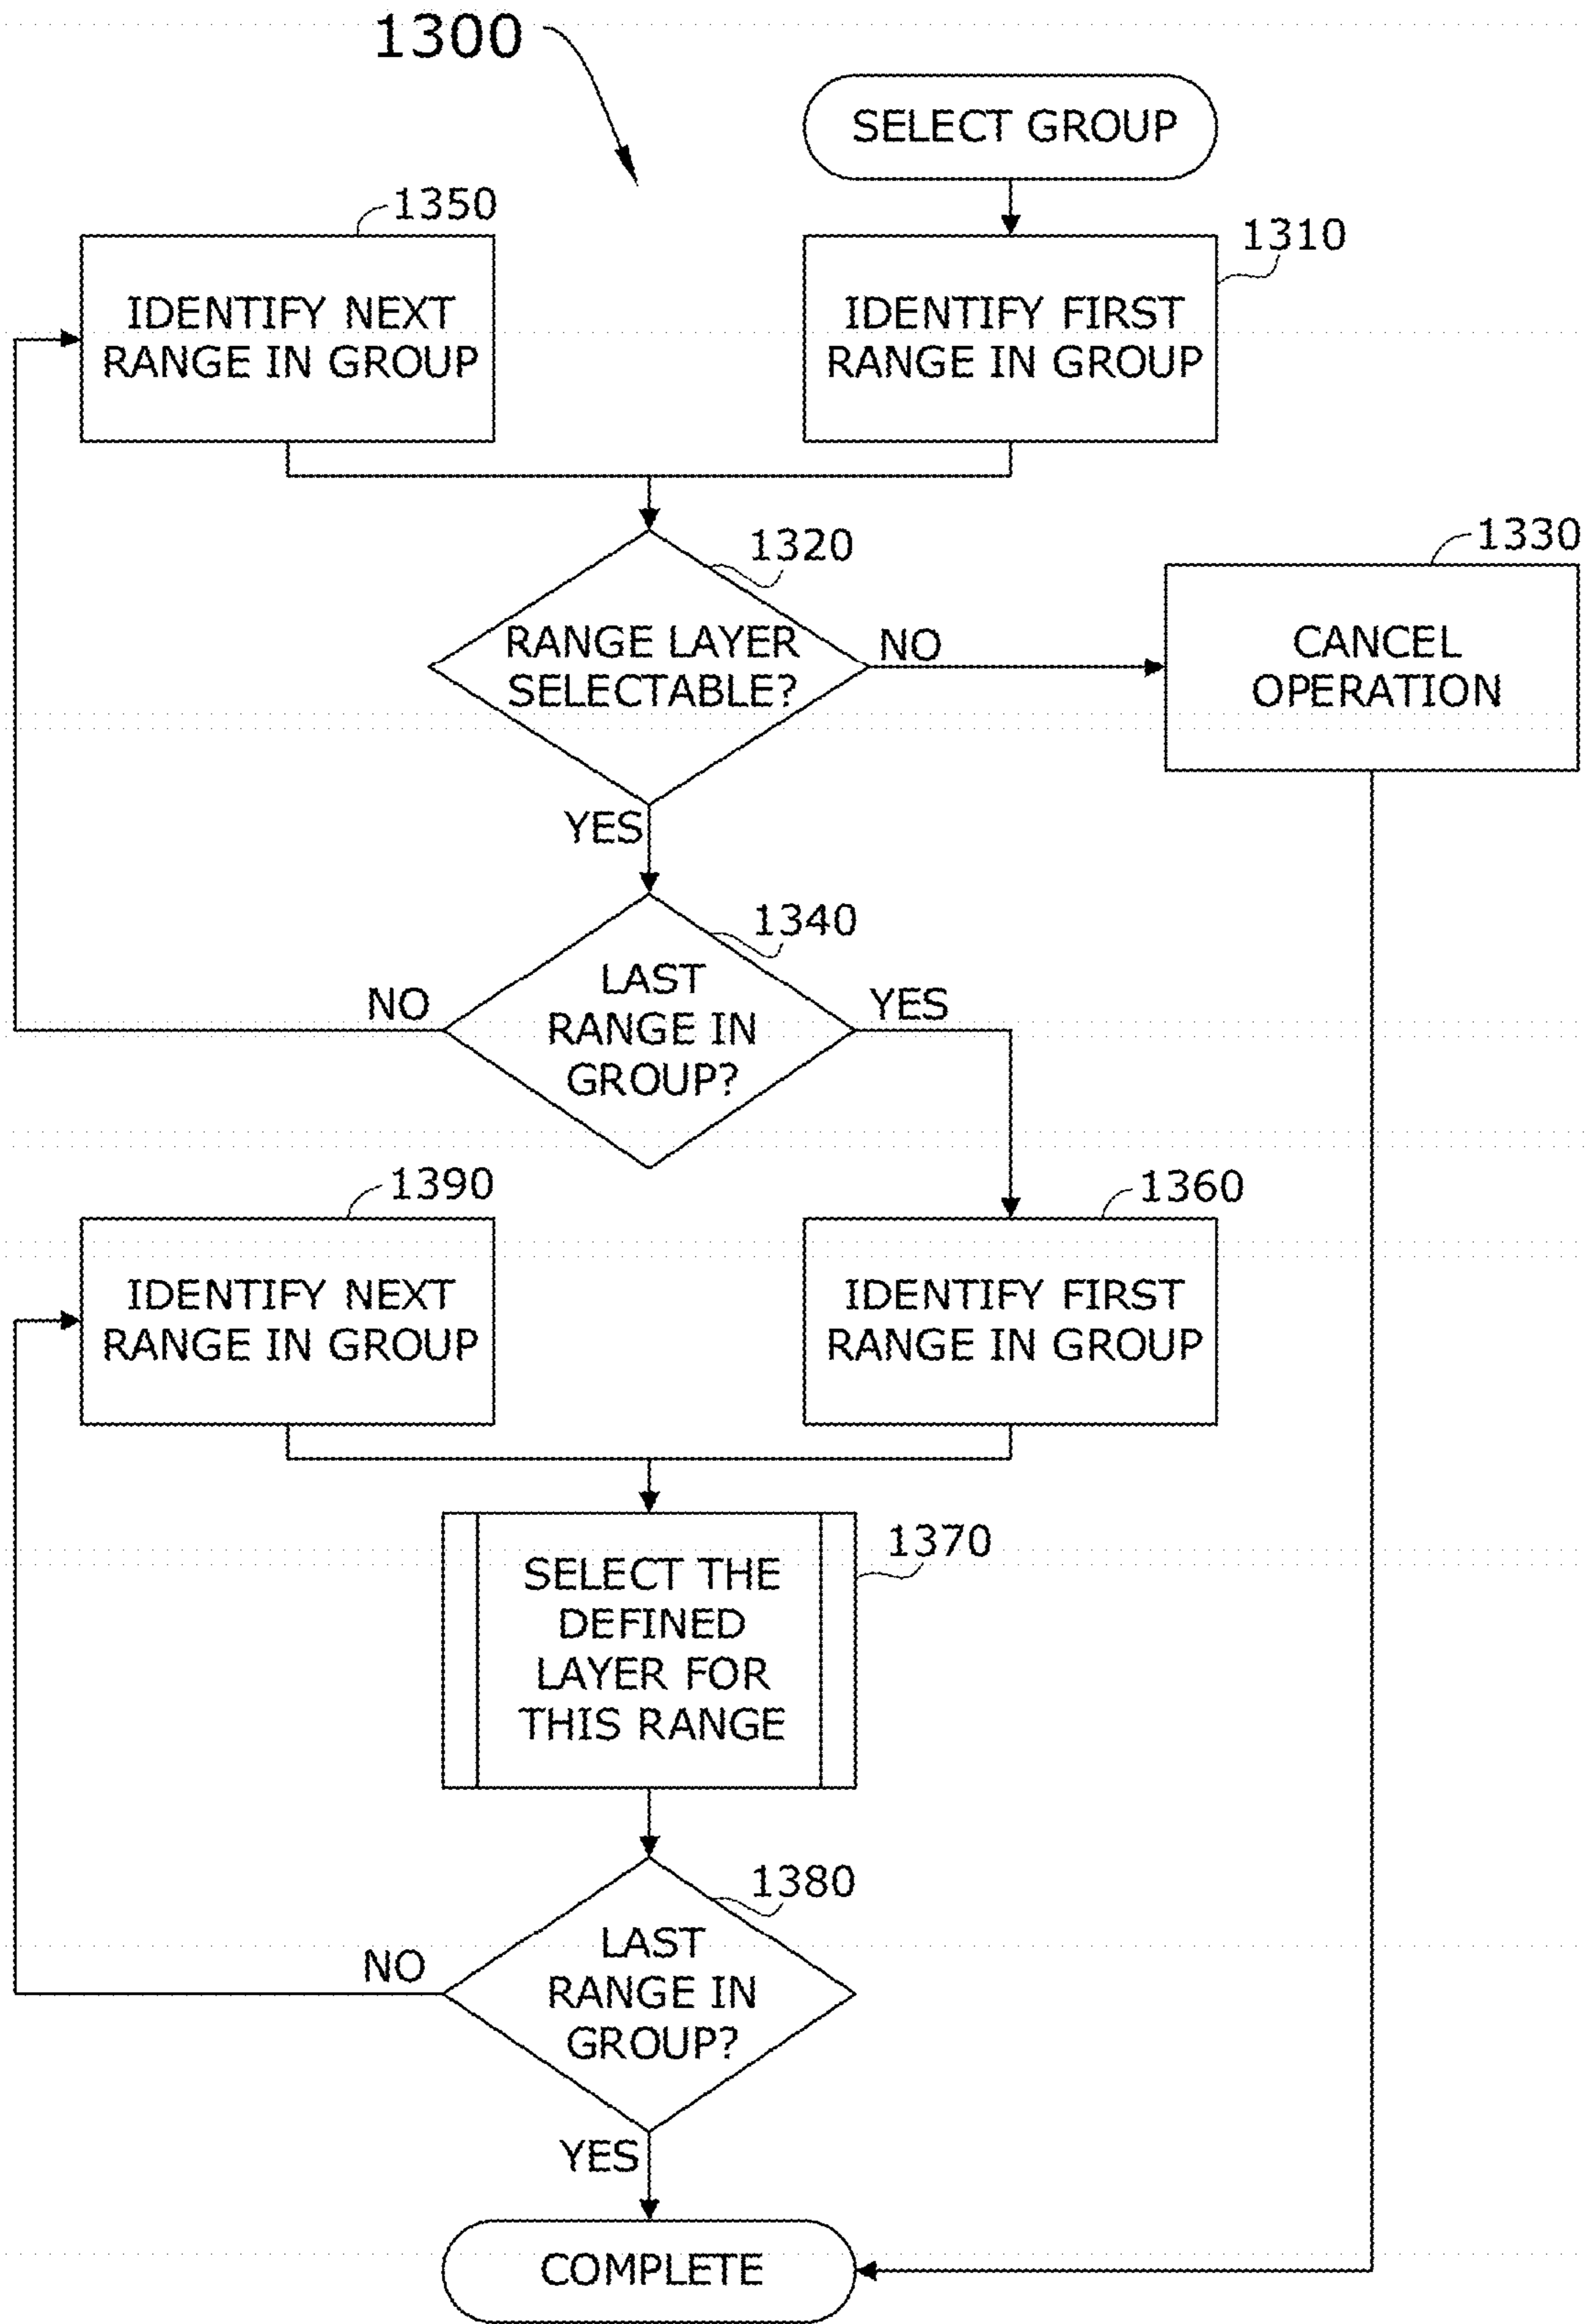 1300
SELECT GROUP
1350
1310
IDENTIFY NEXT
RANGE IN GROUP
IDENTIFY FIRST
RANGE IN GROUP
1320
1330
RANGE LAYER
SELECTABLE?
NO
CANCEL
OPERATION
YES
1340
LAST
RANGE IN
GROUP?
NO
YES
1390
1360
IDENTIFY NEXT
RANGE IN GROUP
IDENTIFY FIRST
RANGE IN GROUP
1370
SELECT THE
DEFINED
LAYER FOR
THIS RANGE
1380
LAST
RANGE IN
GROUP?
NO
YES
COMPLETE